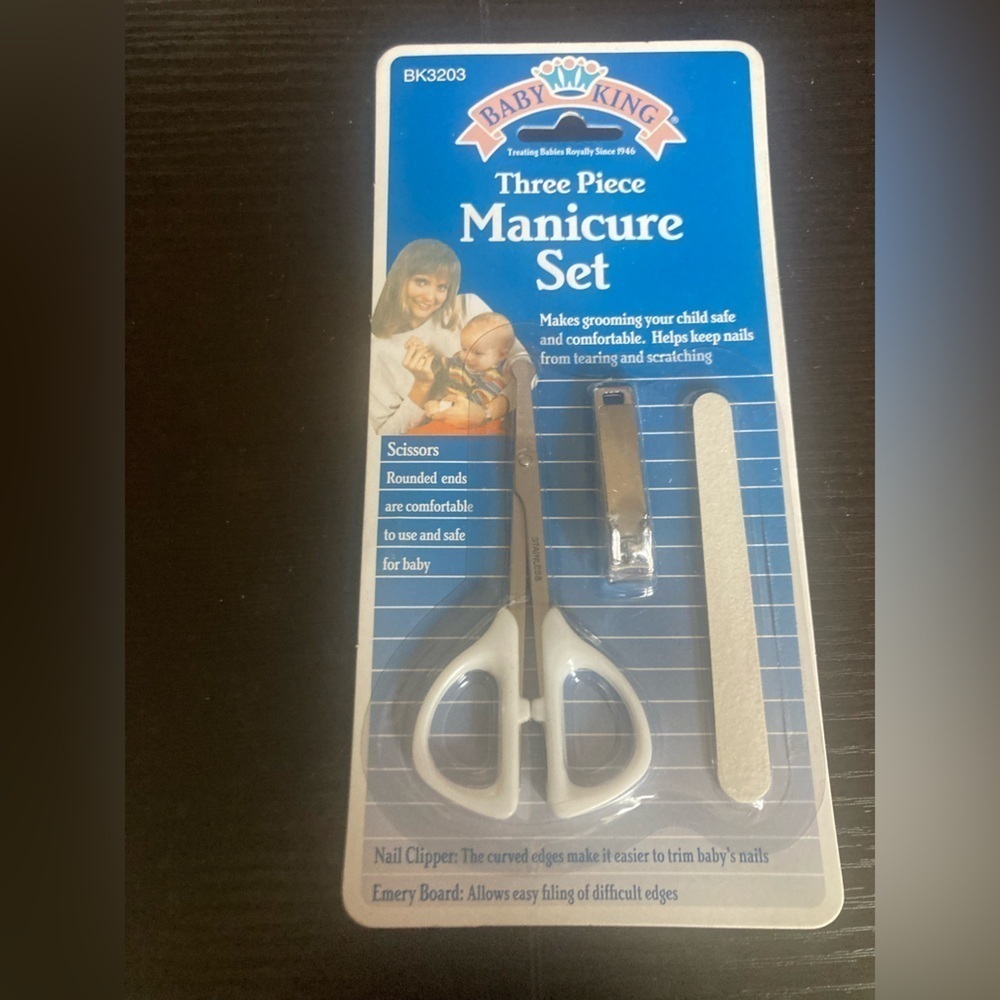 BK3203
BABY KING®
Treating Babies Royally Since 1946
Three Piece
Manicure
Set
Makes grooming your child safe
and comfortable. Helps keep nails
from tearing and scratching
Scissors
Rounded ends
are comfortable
to use and safe
for baby
STAINLESS
Nail Clipper: The curved edges make it easier to trim baby's nails
Emery Board: Allows easy filing of difficult edges